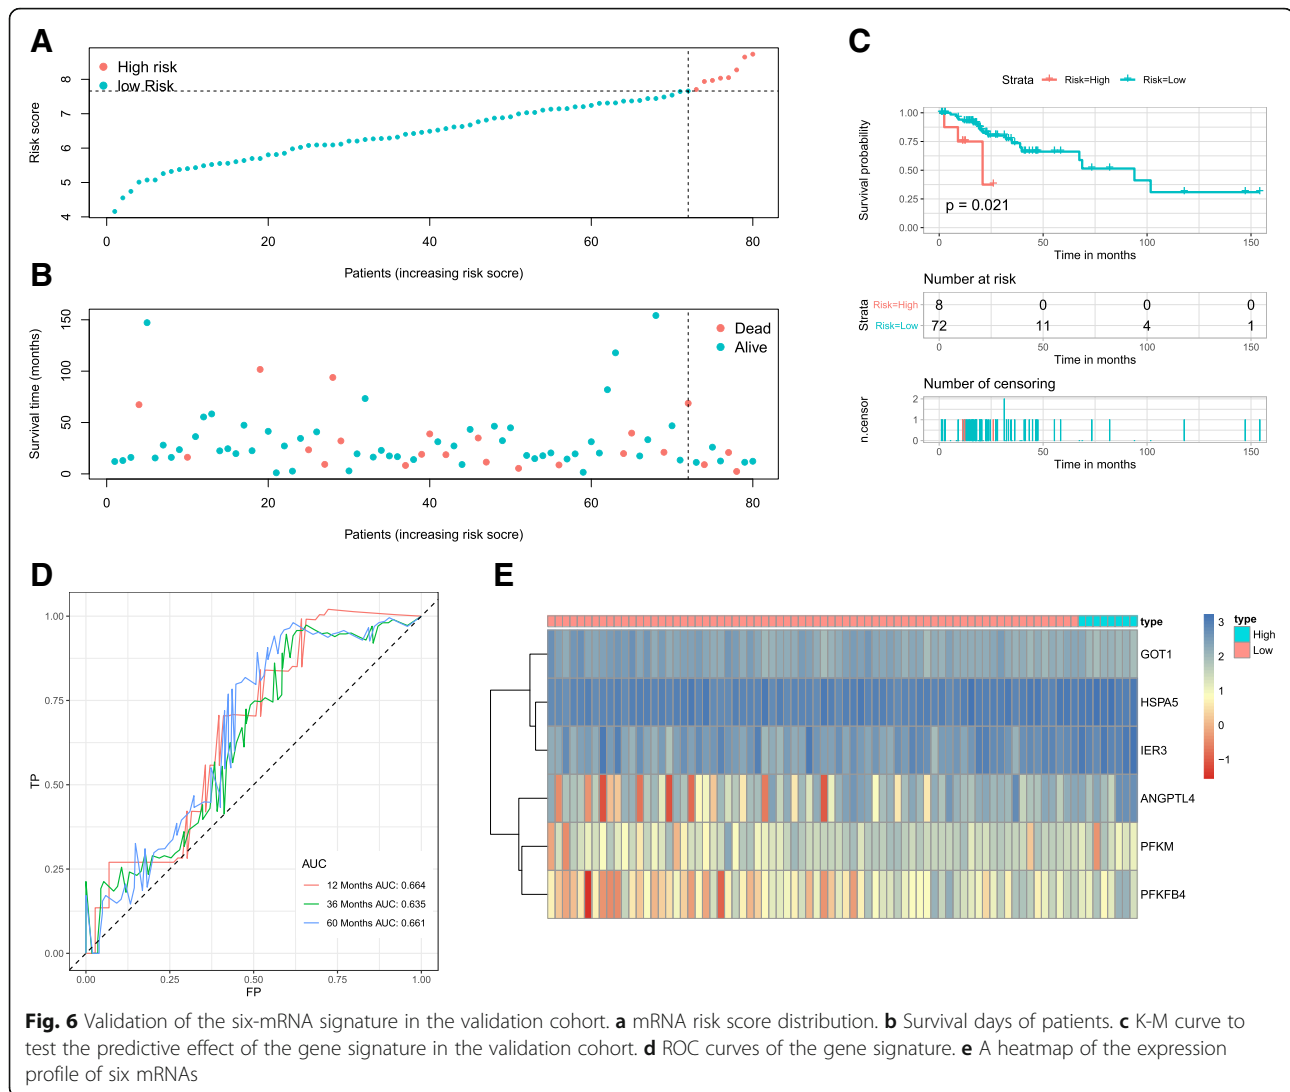 A
High risk
low Risk
Risk score
8
7
6
5
4
0
20
40
60
80
Patients (increasing risk socre)
B
Dead
Alive
Survival time (months)
150
100
50
0
0
20
40
60
80
Patients (increasing risk socre)
C
Strata
Risk=High
Risk=Low
Survival probability
1.00
0.75
0.50
0.25
0.00
p = 0.021
0
50
100
150
Time in months
Number at risk
Strata
Risk=High
8
0
0
0
Risk=Low
72
11
4
1
0
50
100
150
Time in months
Number of censoring
n.censor
2
1
0
0
50
100
150
Time in months
D
TP
1.00
0.75
0.50
0.25
0.00
AUC
12 Months AUC: 0.664
36 Months AUC: 0.635
60 Months AUC: 0.661
0.00
0.25
0.50
0.75
1.00
FP
E
type
GOT1
HSPA5
IER3
ANGPTL4
PFKM
PFKFB4
3
2
1
0
−1
type
High
Low
Fig. 6 Validation of the six-mRNA signature in the validation cohort. a mRNA risk score distribution. b Survival days of patients. c K-M curve to
test the predictive effect of the gene signature in the validation cohort. d ROC curves of the gene signature. e A heatmap of the expression
profile of six mRNAs